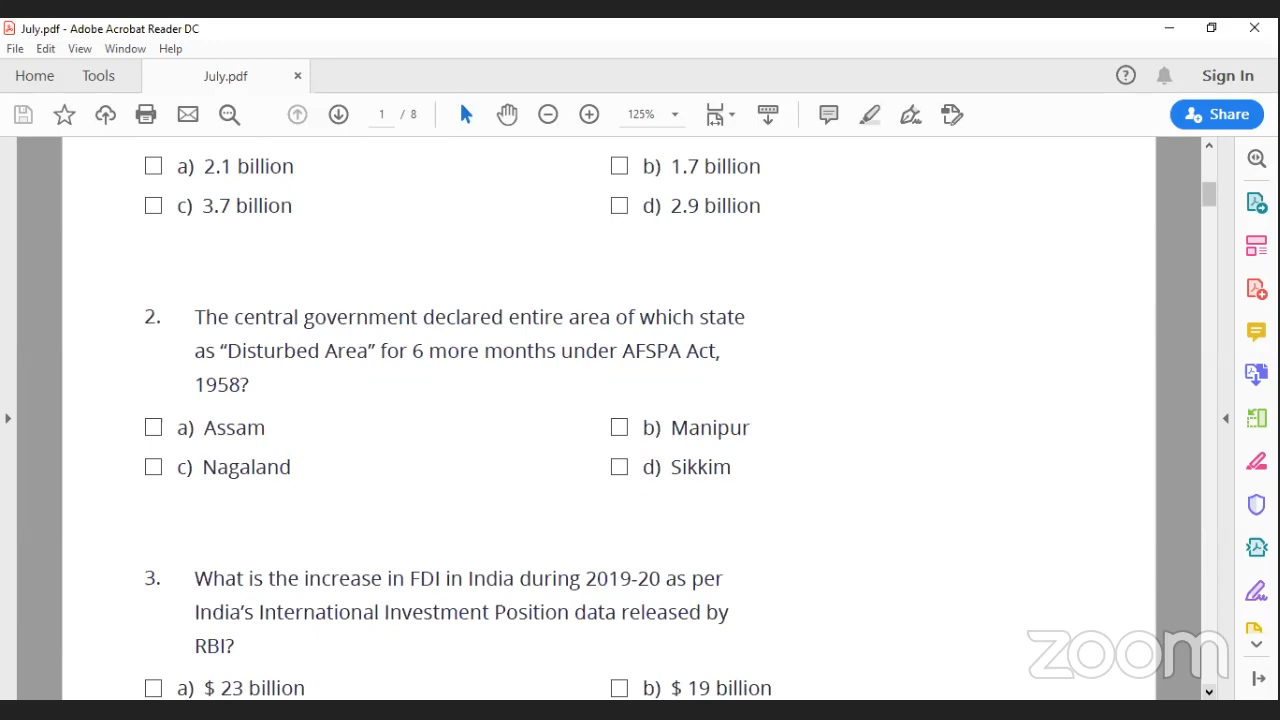 July.pdf - Adobe Acrobat Reader DC
File Edit View Window Help
Home Tools July.pdf × Sign In
1 / 8 125% Share
a) 2.1 billion b) 1.7 billion
c) 3.7 billion d) 2.9 billion
2. The central government declared entire area of which state
as “Disturbed Area” for 6 more months under AFSPA Act,
1958?
a) Assam b) Manipur
c) Nagaland d) Sikkim
3. What is the increase in FDI in India during 2019-20 as per
India’s International Investment Position data released by
RBI?
a) $ 23 billion b) $ 19 billion
zoom